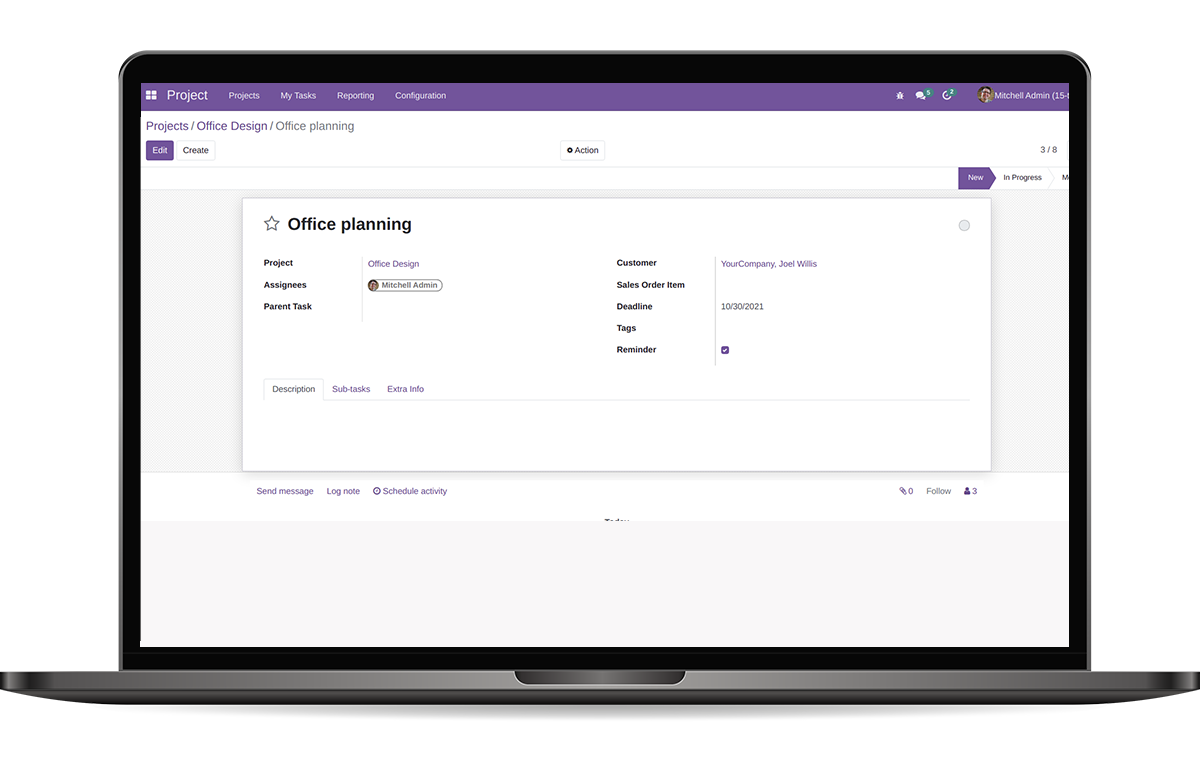 Project Projects My Tasks Reporting Configuration 5 2 Mitchell Admin (15-t
Projects / Office Design / Office planning
Edit Create Action 3 / 8
New In Progress
Office planning
Project Office Design Customer YourCompany, Joel Willis
Assignees Mitchell Admin Sales Order Item
Parent Task Deadline 10/30/2021
Tags
Reminder
Description Sub-tasks Extra Info
Send message Log note Schedule activity 0 Follow 3